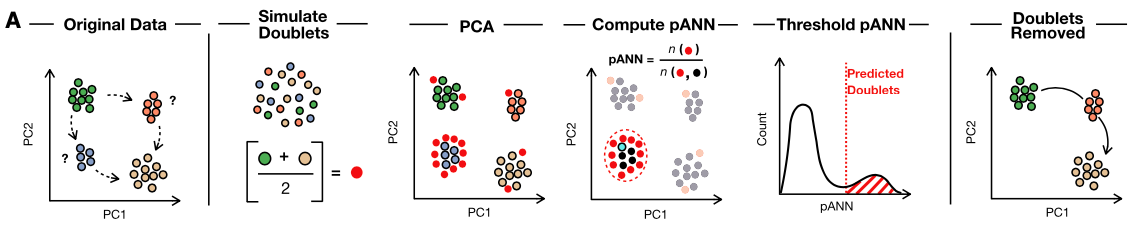 A
Original Data
PC2
PC1
?
?
Simulate
Doublets
+
2
=
PCA
PC2
PC1
Compute pANN
pANN = n ( )
n ( , )
PC2
PC1
Threshold pANN
Predicted
Doublets
Count
pANN
Doublets
Removed
PC2
PC1